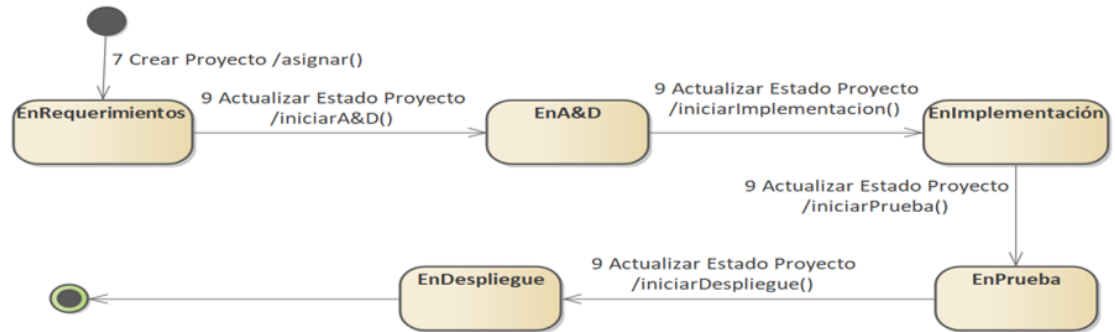 7 Crear Proyecto /asignar()
EnRequerimientos
9 Actualizar Estado Proyecto
/iniciarA&D()
EnA&D
9 Actualizar Estado Proyecto
/iniciarImplementacion()
EnImplementación
9 Actualizar Estado Proyecto
/iniciarPrueba()
EnPrueba
9 Actualizar Estado Proyecto
/iniciarDespliegue()
EnDespliegue